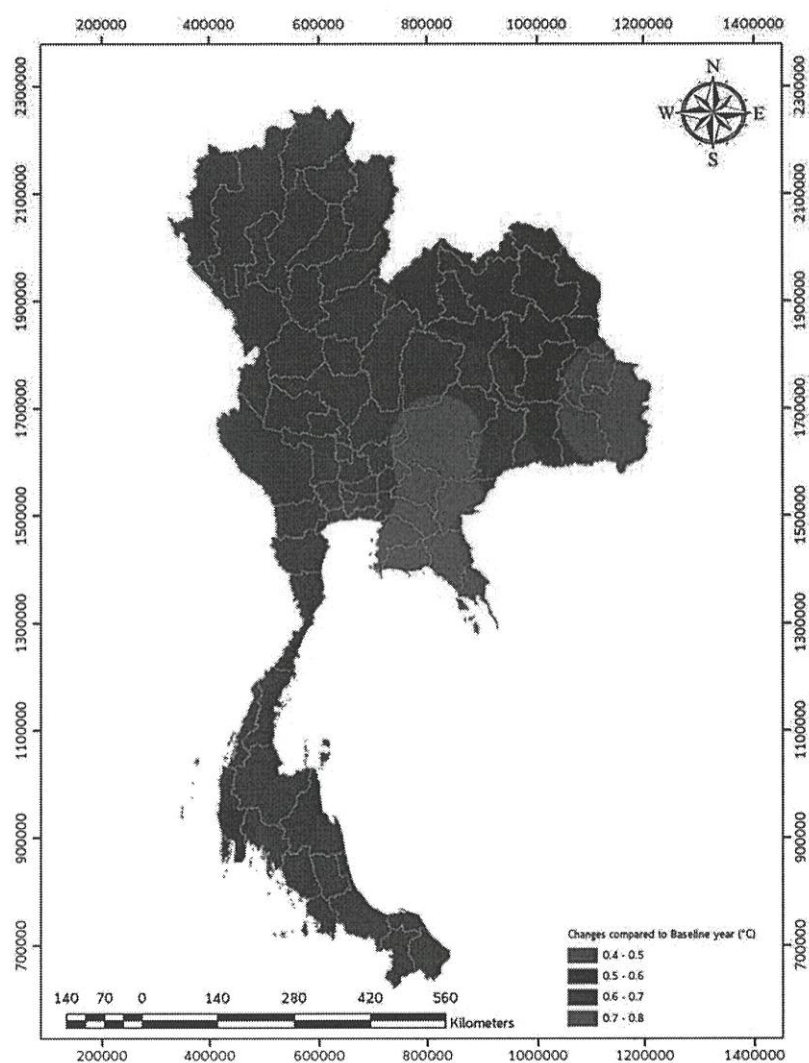 200000 400000 600000 800000 1000000 1200000 1400000
2300000 2300000
2100000 2100000
1900000 1900000
1700000 1700000
1500000 1500000
1300000 1300000
1100000 1100000
900000 900000
700000 700000
N
W E
S
Changes compared to Baseline year (°C)
0.4 - 0.5
0.5 - 0.6
0.6 - 0.7
0.7 - 0.8
140 70 0 140 280 420 560
Kilometers
200000 400000 600000 800000 1000000 1200000 1400000